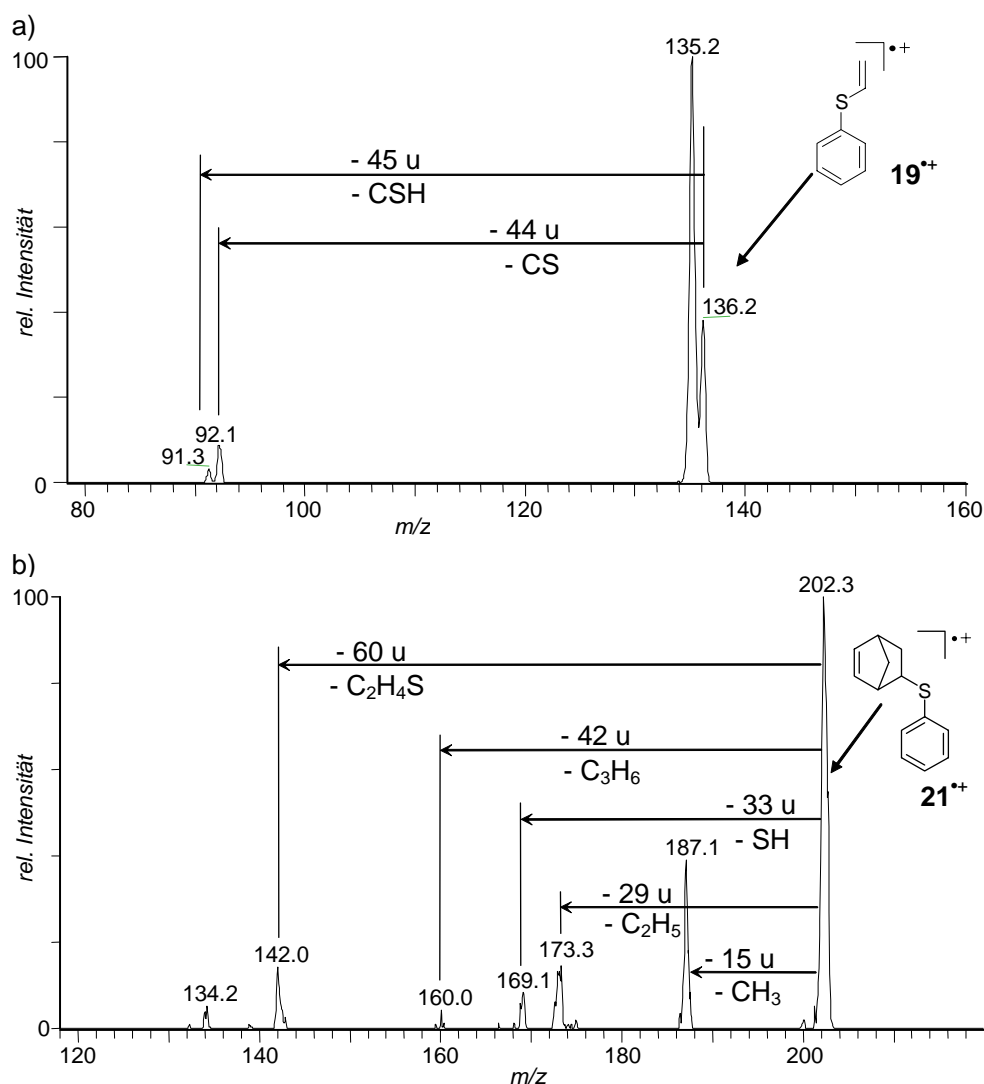 a)
100
135.2
•+
S
19•+
- 45 u
- CSH
- 44 u
- CS
136.2
rel. Intensität
92.1
91.3
0
80 100 120 140 160
m/z
b)
100
202.3
•+
- 60 u
- C2H4S
S
- 42 u
- C3H6
21•+
- 33 u
- SH
187.1
- 29 u
- C2H5
rel. Intensität
173.3
- 15 u
- CH3
142.0
169.1
134.2
160.0
0
120 140 160 180 200
m/z